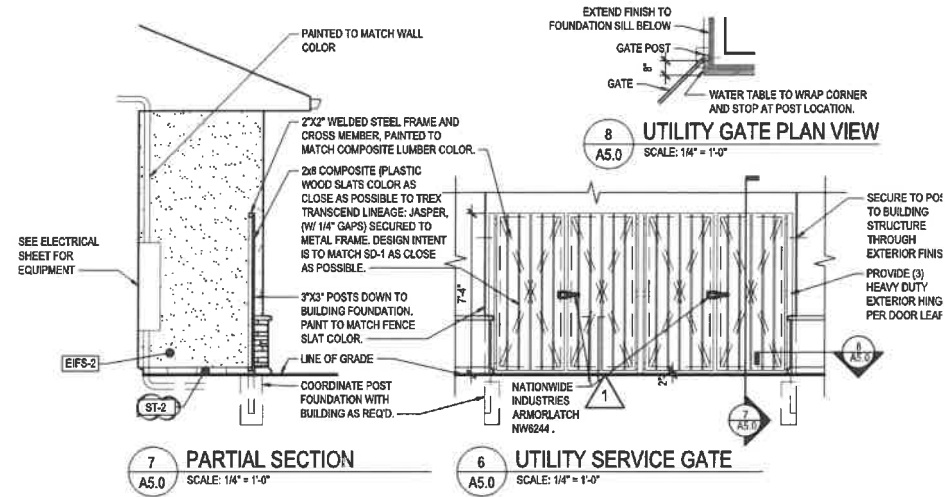 PAINTED TO MATCH WALL
COLOR
2"X2" WELDED STEEL FRAME AND
CROSS MEMBER, PAINTED TO
MATCH COMPOSITE LUMBER COLOR.
2x6 COMPOSITE (PLASTIC
WOOD SLATS COLOR AS
CLOSE AS POSSIBLE TO TREX
TRANSCEND LINEAGE: JASPER,
(W/ 1/4" GAPS) SECURED TO
METAL FRAME. DESIGN INTENT
IS TO MATCH SD-1 AS CLOSE
AS POSSIBLE.
3"X3" POSTS DOWN TO
BUILDING FOUNDATION.
PAINT TO MATCH FENCE
SLAT COLOR.
LINE OF GRADE
COORDINATE POST
FOUNDATION WITH
BUILDING AS REQ'D.
SEE ELECTRICAL
SHEET FOR
EQUIPMENT
EIFS-2
ST-2
7
A5.0
PARTIAL SECTION
SCALE: 1/4" = 1'-0"
EXTEND FINISH TO
FOUNDATION SILL BELOW
GATE POST
8"
GATE
WATER TABLE TO WRAP CORNER
AND STOP AT POST LOCATION.
8
A5.0
UTILITY GATE PLAN VIEW
SCALE: 1/4" = 1'-0"
7'-4"
2"
SECURE TO POS
TO BUILDING
STRUCTURE
THROUGH
EXTERIOR FINIS
PROVIDE (3)
HEAVY DUTY
EXTERIOR HING
PER DOOR LEAF
A5.0
7
A5.0
NATIONWIDE
INDUSTRIES
ARMORLATCH
NW6244 .
1
6
A5.0
UTILITY SERVICE GATE
SCALE: 1/4" = 1'-0"